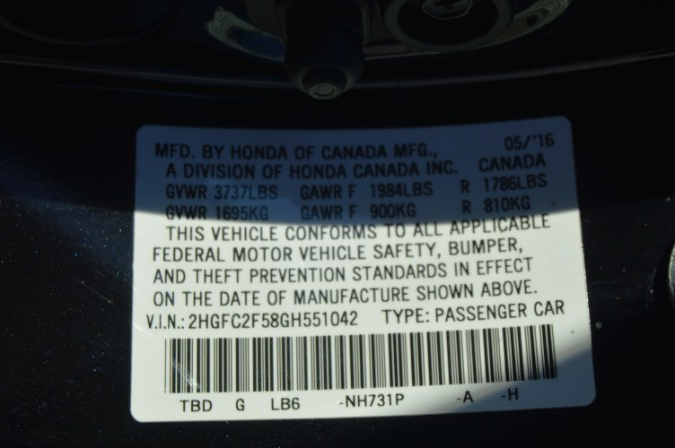 MFD. BY HONDA OF CANADA MFG., 05/'16
A DIVISION OF HONDA CANADA INC. CANADA
GVWR 3737LBS GAWR F 1984LBS R 1786LBS
GVWR 1695KG GAWR F 900KG R 810KG
THIS VEHICLE CONFORMS TO ALL APPLICABLE
FEDERAL MOTOR VEHICLE SAFETY, BUMPER,
AND THEFT PREVENTION STANDARDS IN EFFECT
ON THE DATE OF MANUFACTURE SHOWN ABOVE.
V.I.N.: 2HGFC2F58GH551042 TYPE: PASSENGER CAR
TBD G LB6 -NH731P -A -H